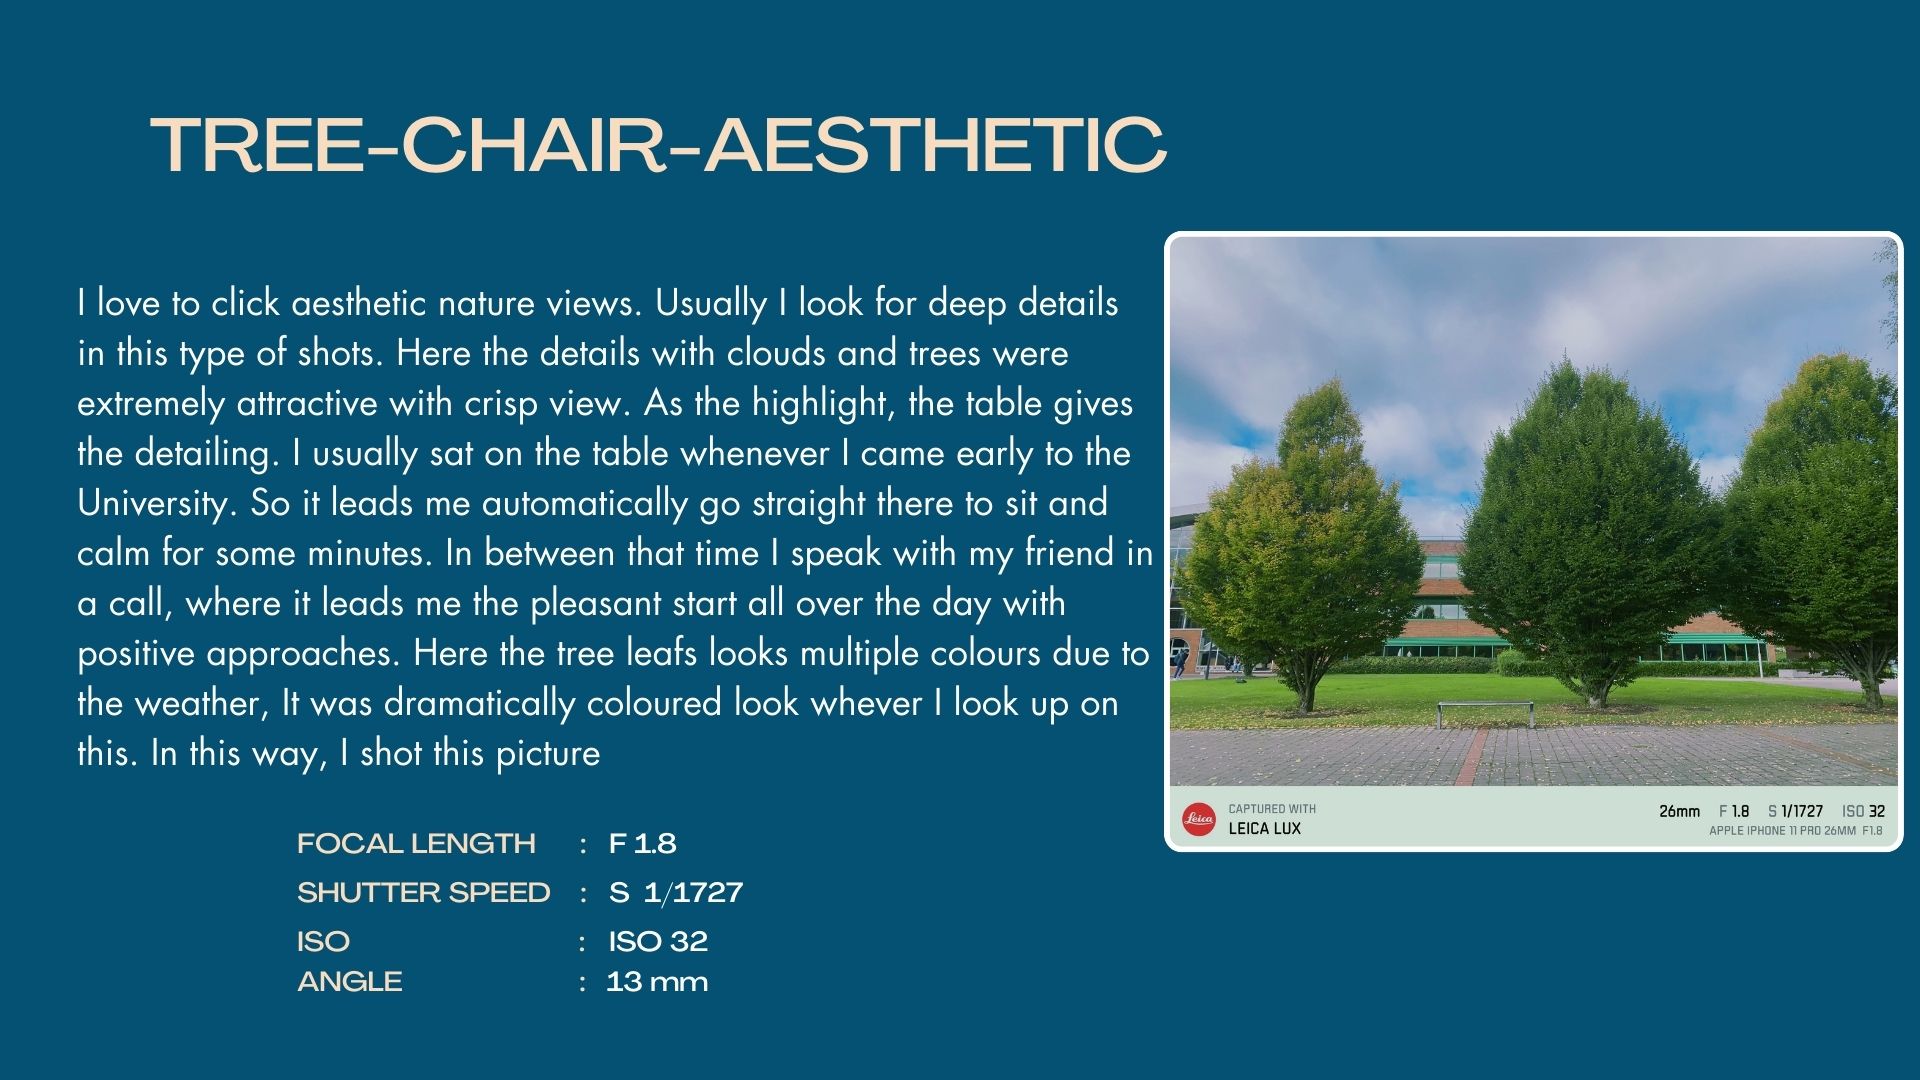 TREE-CHAIR-AESTHETIC
I love to click aesthetic nature views. Usually I look for deep details
in this type of shots. Here the details with clouds and trees were
extremely attractive with crisp view. As the highlight, the table gives
the detailing. I usually sat on the table whenever I came early to the
University. So it leads me automatically go straight there to sit and
calm for some minutes. In between that time I speak with my friend in
a call, where it leads me the pleasant start all over the day with
positive approaches. Here the tree leafs looks multiple colours due to
the weather, It was dramatically coloured look whever I look up on
this. In this way, I shot this picture
FOCAL LENGTH : F 1.8
SHUTTER SPEED : S 1/1727
ISO : ISO 32
ANGLE : 13 mm
Leica
CAPTURED WITH
LEICA LUX
26mm F 1.8 S 1/1727 ISO 32
APPLE IPHONE 11 PRO 26MM F1.8